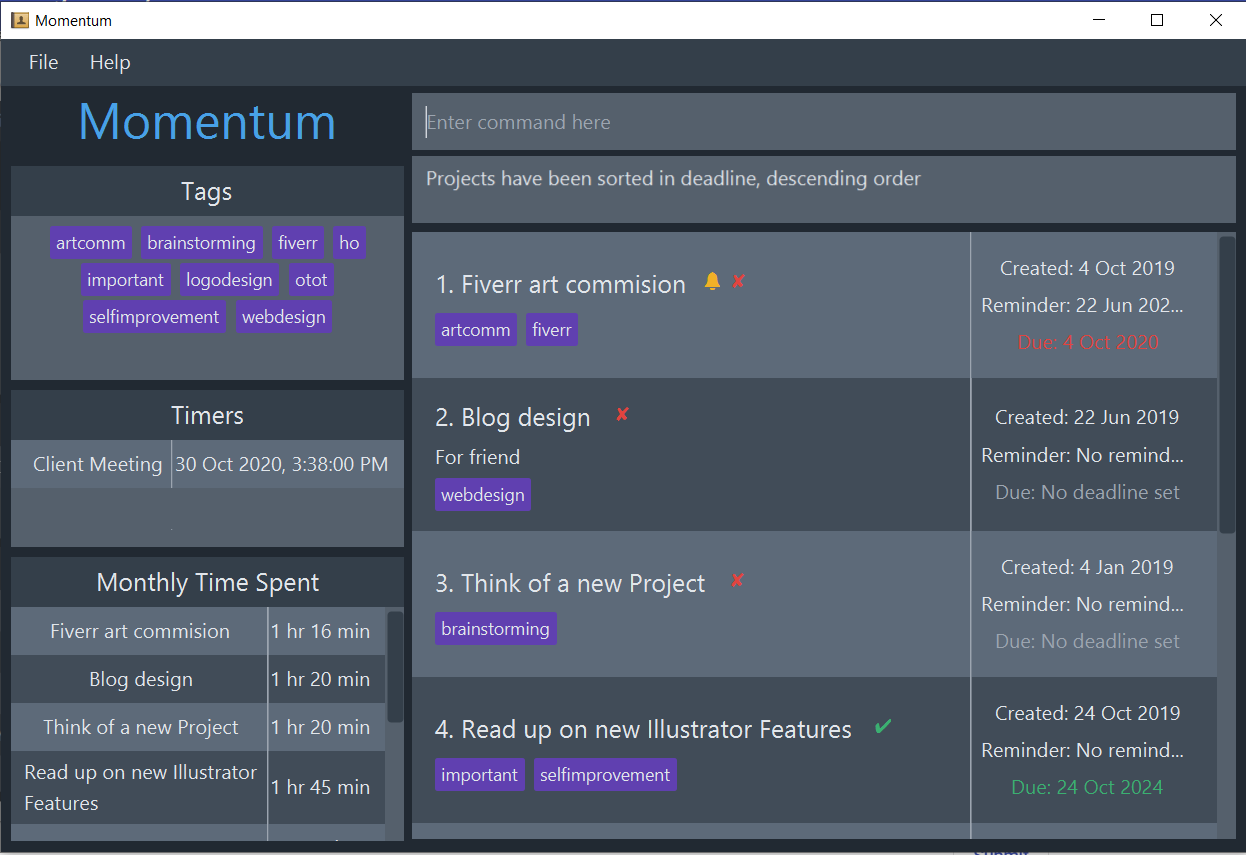 Momentum
File Help
Momentum
Tags
artcomm brainstorming fiverr ho
important logodesign otot
selfimprovement webdesign
Timers
Client Meeting 30 Oct 2020, 3:38:00 PM
Monthly Time Spent
Fiverr art commision 1 hr 16 min
Blog design 1 hr 20 min
Think of a new Project 1 hr 20 min
Read up on new Illustrator
Features
1 hr 45 min
Enter command here
Projects have been sorted in deadline, descending order
1. Fiverr art commision
artcomm fiverr
Created: 4 Oct 2019
Reminder: 22 Jun 202...
Due: 4 Oct 2020
2. Blog design
For friend
webdesign
Created: 22 Jun 2019
Reminder: No remind...
Due: No deadline set
3. Think of a new Project
brainstorming
Created: 4 Jan 2019
Reminder: No remind...
Due: No deadline set
4. Read up on new Illustrator Features
important selfimprovement
Created: 24 Oct 2019
Reminder: No remind...
Due: 24 Oct 2024